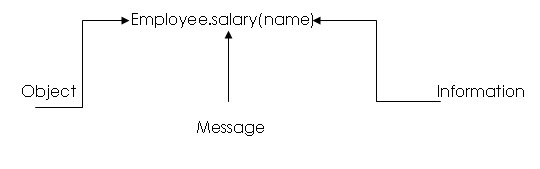 Employee.salary(name)
Object
Information
Message